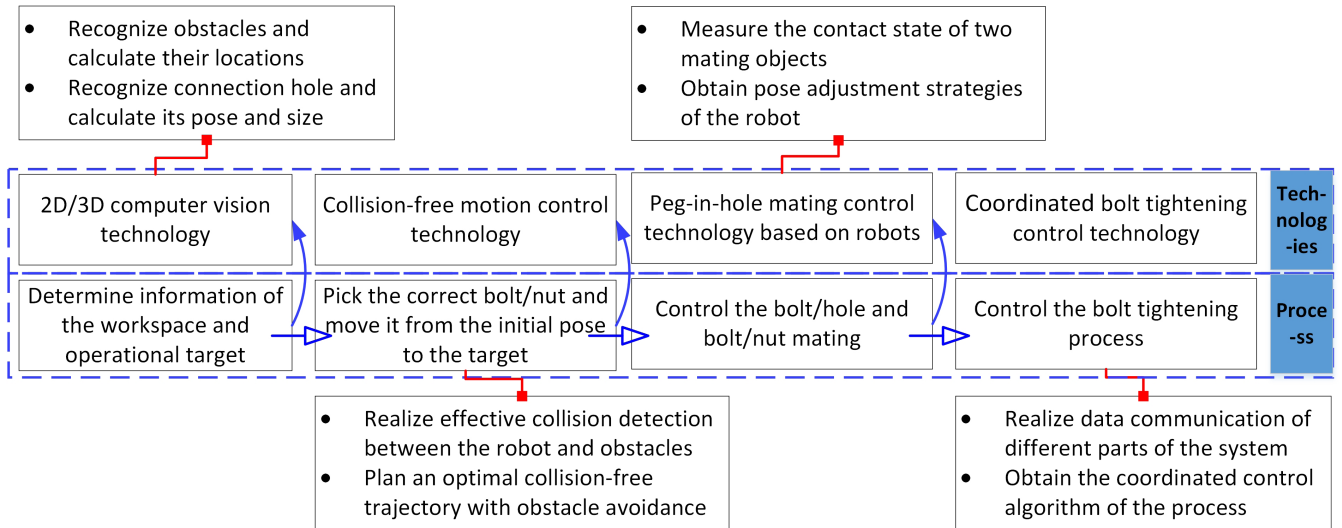 • Recognize obstacles and
calculate their locations
• Recognize connection hole and
calculate its pose and size
• Measure the contact state of two
mating objects
• Obtain pose adjustment strategies
of the robot
2D/3D computer vision
technology
Collision-free motion control
technology
Peg-in-hole mating control
technology based on robots
Coordinated bolt tightening
control technology
Tech-
nolog
-ies
Determine information of
the workspace and
operational target
Pick the correct bolt/nut and
move it from the initial pose
to the target
Control the bolt/hole and
bolt/nut mating
Control the bolt tightening
process
Proce
-ss
• Realize effective collision detection
between the robot and obstacles
• Plan an optimal collision-free
trajectory with obstacle avoidance
• Realize data communication of
different parts of the system
• Obtain the coordinated control
algorithm of the process